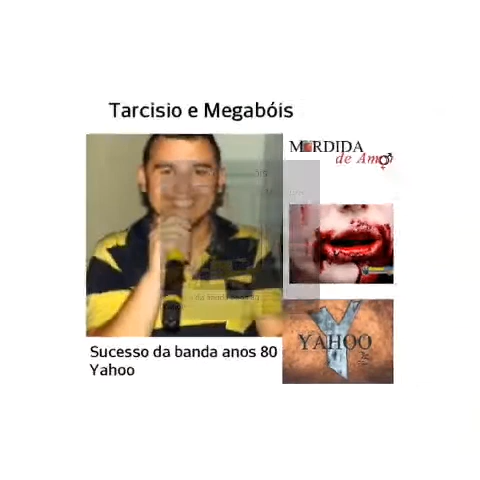 Tarcisio e Megabóis
MORDIDA
de Amor
Sucesso da banda anos 80
Yahoo
YAHOO